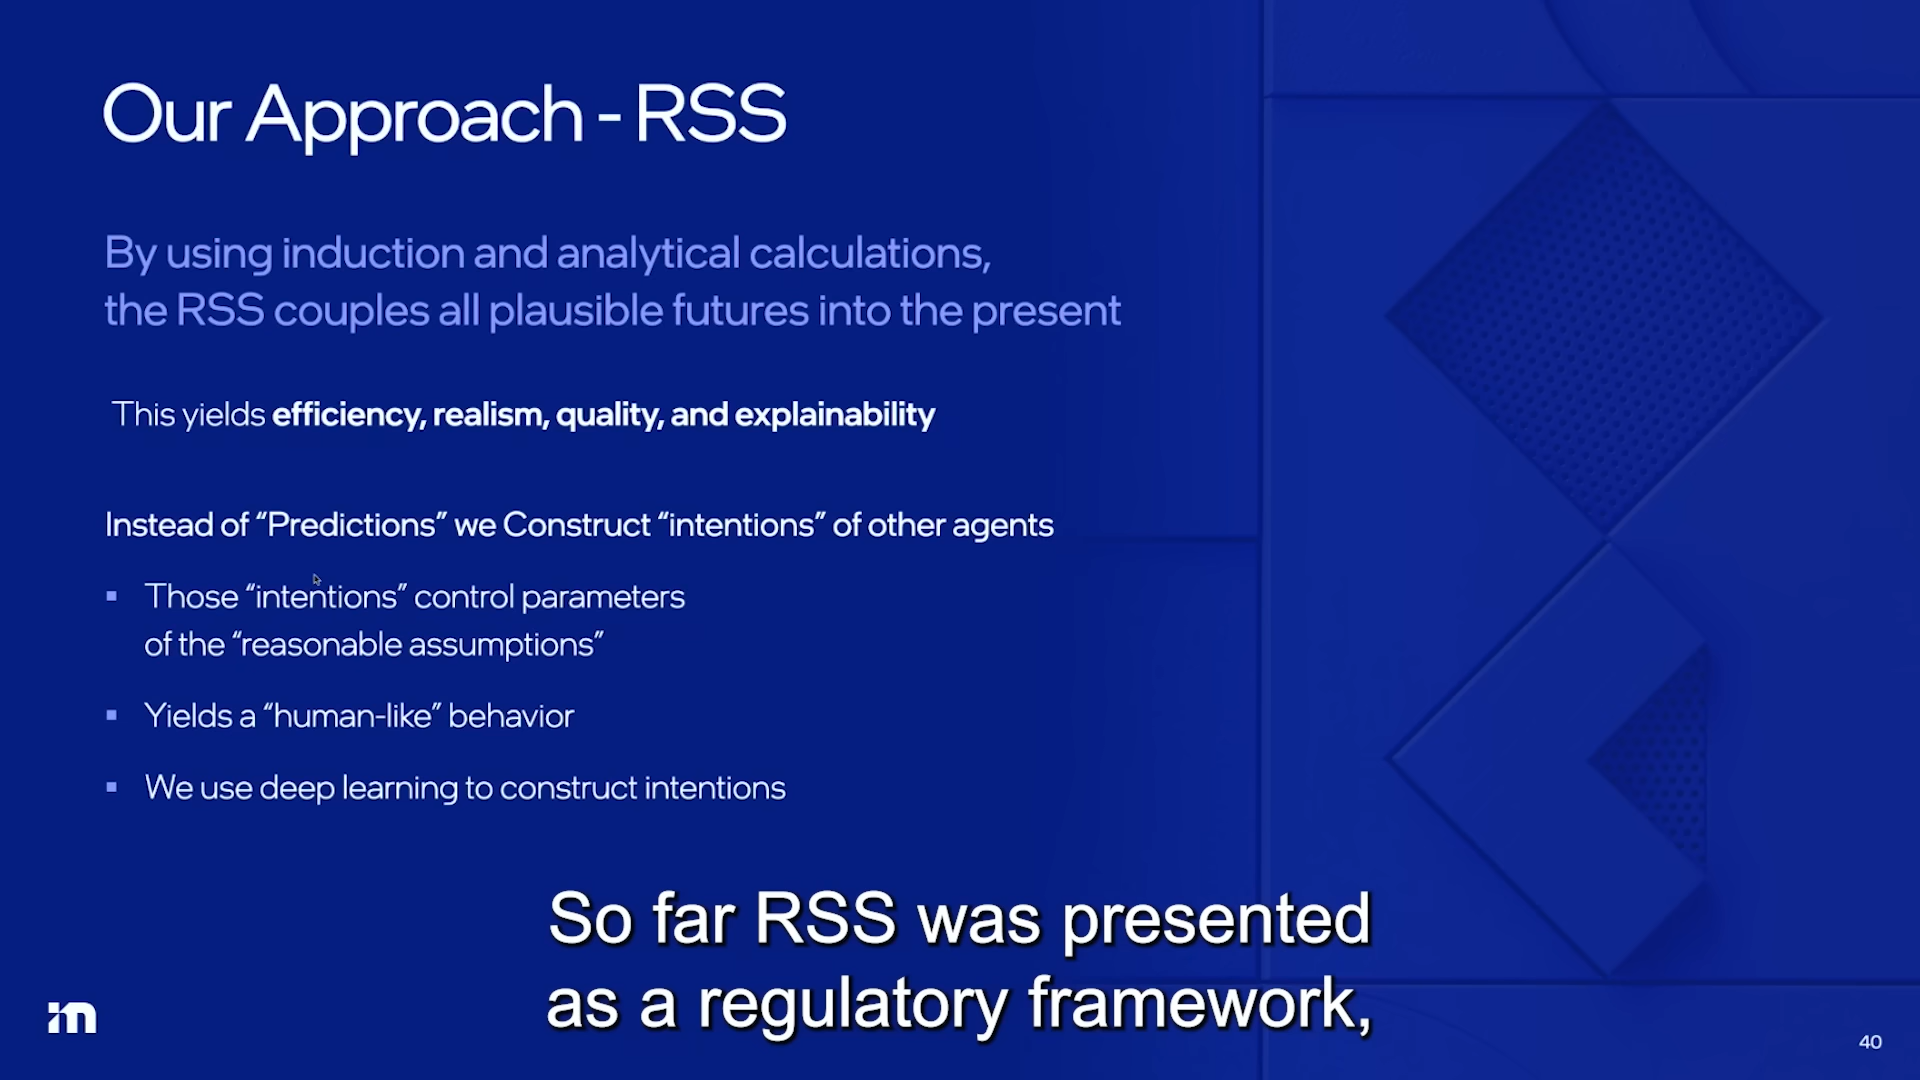 Our Approach - RSS
By using induction and analytical calculations,
the RSS couples all plausible futures into the present
This yields efficiency, realism, quality, and explainability
Instead of “Predictions” we Construct “intentions” of other agents
▪ Those “intentions” control parameters
of the “reasonable assumptions”
▪ Yields a “human-like” behavior
▪ We use deep learning to construct intentions
So far RSS was presented
as a regulatory framework,
40